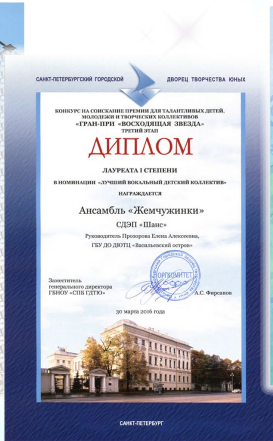 САНКТ-ПЕТЕРБУРГСКИЙ ГОРОДСКОЙ ДВОРЕЦ ТВОРЧЕСТВА ЮНЫХ
КОНКУРС НА СОИСКАНИЕ ПРЕМИИ ДЛЯ ТАЛАНТЛИВЫХ ДЕТЕЙ,
МОЛОДЕЖИ И ТВОРЧЕСКИХ КОЛЛЕКТИВОВ
«ГРАН-ПРИ «ВОСХОДЯЩАЯ ЗВЕЗДА»
ТРЕТИЙ ЭТАП
ДИПЛОМ
ЛАУРЕАТА I СТЕПЕНИ
В НОМИНАЦИИ «ЛУЧШИЙ ВОКАЛЬНЫЙ ДЕТСКИЙ КОЛЛЕКТИВ»
НАГРАЖДАЕТСЯ
Ансамбль «Жемчужинки»
СДЭП «Шанс»
Руководитель Прохорова Елена Алексеевна,
ГБУ ДО ДЮТЦ «Васильевский остров»
ОРГКОМИТЕТ
Заместитель
генерального директора
ГБНОУ «СПБ ГДТЮ»
А.С. Фирсанов
30 марта 2016 года
САНКТ-ПЕТЕРБУРГ